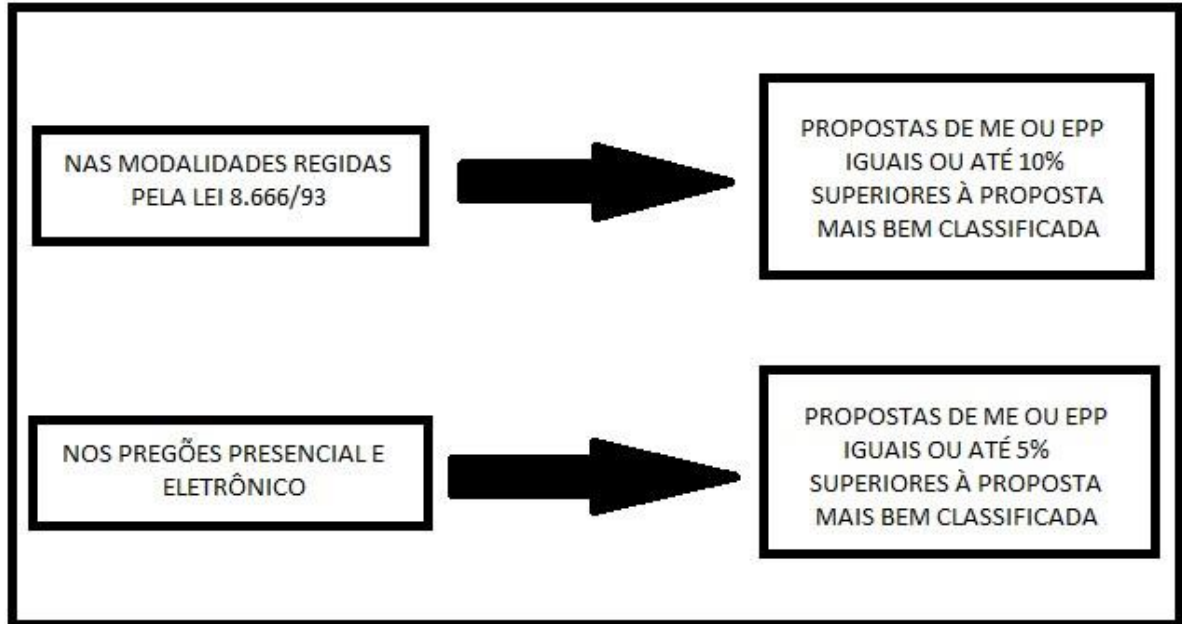 NAS MODALIDADES REGIDAS
PELA LEI 8.666/93
PROPOSTAS DE ME OU EPP
IGUAIS OU ATÉ 10%
SUPERIORES À PROPOSTA
MAIS BEM CLASSIFICADA
NOS PREGÕES PRESENCIAL E
ELETRÔNICO
PROPOSTAS DE ME OU EPP
IGUAIS OU ATÉ 5%
SUPERIORES À PROPOSTA
MAIS BEM CLASSIFICADA